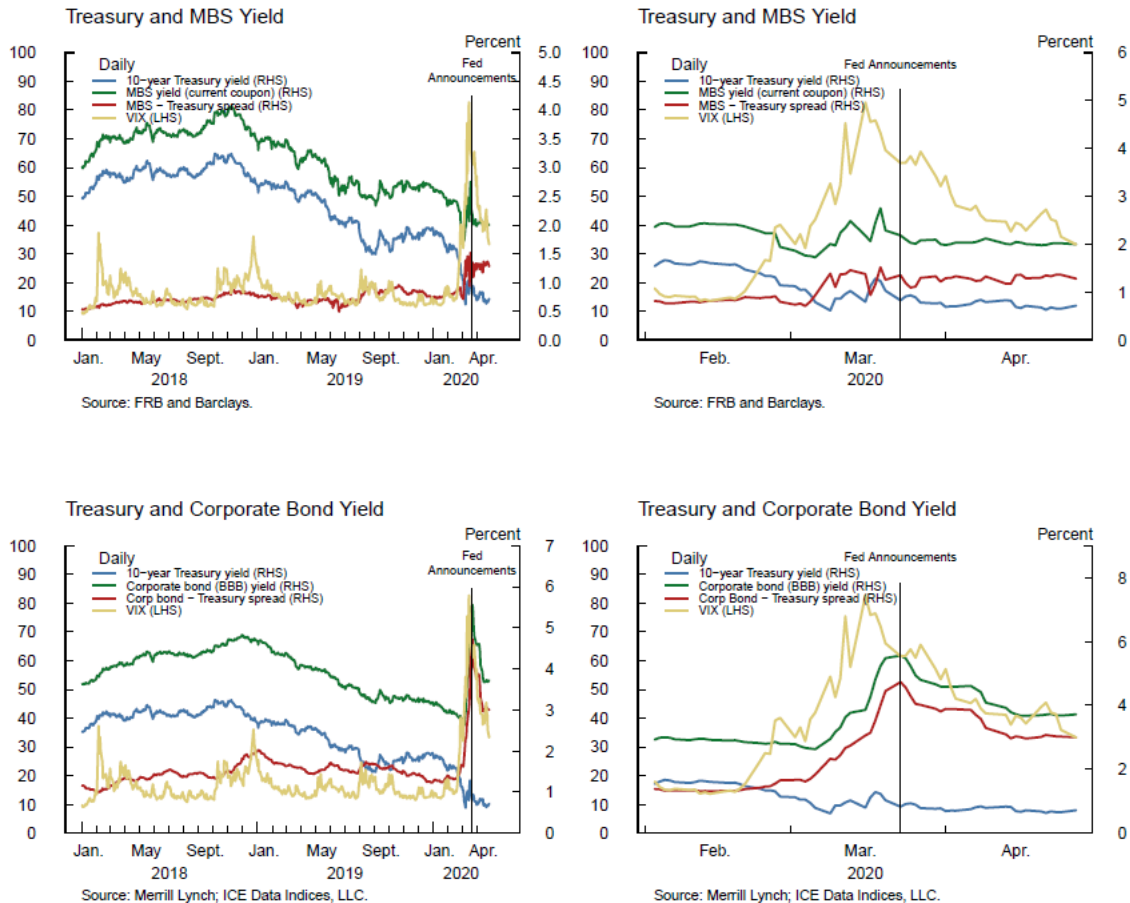 Treasury and MBS Yield
Percent
Daily
Fed
Announcements
10−year Treasury yield (RHS)
MBS yield (current coupon) (RHS)
MBS − Treasury spread (RHS)
VIX (LHS)
100
90
80
70
60
50
40
30
20
10
0
5.0
4.5
4.0
3.5
3.0
2.5
2.0
1.5
1.0
0.5
0.0
Jan. May Sept. Jan. May Sept. Jan. Apr.
2018 2019 2020
Source: FRB and Barclays.
Treasury and MBS Yield
Percent
Daily
Fed Announcements
10−year Treasury yield (RHS)
MBS yield (current coupon) (RHS)
MBS − Treasury spread (RHS)
VIX (LHS)
100
90
80
70
60
50
40
30
20
10
0
6
5
4
3
2
1
0
Feb. Mar. Apr.
2020
Source: FRB and Barclays.
Treasury and Corporate Bond Yield
Percent
Daily
Fed
Announcements
10−year Treasury yield (RHS)
Corporate bond (BBB) yield (RHS)
Corp bond − Treasury spread (RHS)
VIX (LHS)
100
90
80
70
60
50
40
30
20
10
0
7
6
5
4
3
2
1
0
Jan. May Sept. Jan. May Sept. Jan. Apr.
2018 2019 2020
Source: Merrill Lynch; ICE Data Indices, LLC.
Treasury and Corporate Bond Yield
Percent
Daily
Fed Announcements
10−year Treasury yield (RHS)
Corporate bond (BBB) yield (RHS)
Corp Bond − Treasury spread (RHS)
VIX (LHS)
100
90
80
70
60
50
40
30
20
10
0
8
6
4
2
0
Feb. Mar. Apr.
2020
Source: Merrill Lynch; ICE Data Indices, LLC.